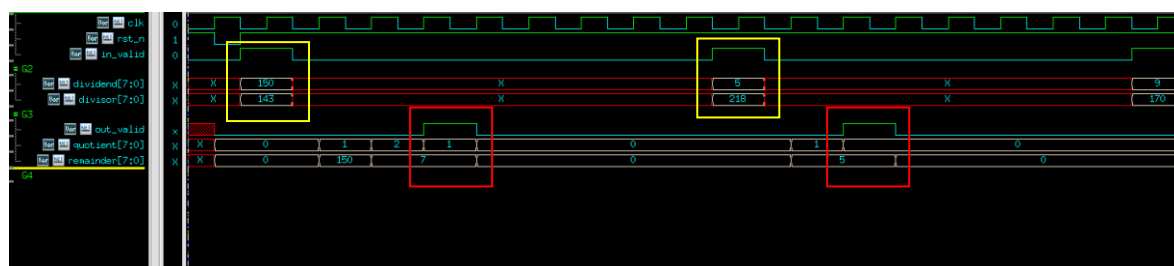 clk 0
rst_n 1
in_valid 0
G2
dividend[7:0] X X 150 X 5 X 9
divisor[7:0] X X 143 X 218 X 170
G3
out_valid x
quotient[7:0] X X 0 1 2 1 0 1 0
remainder[7:0] X X 0 150 7 0 5 0
G4